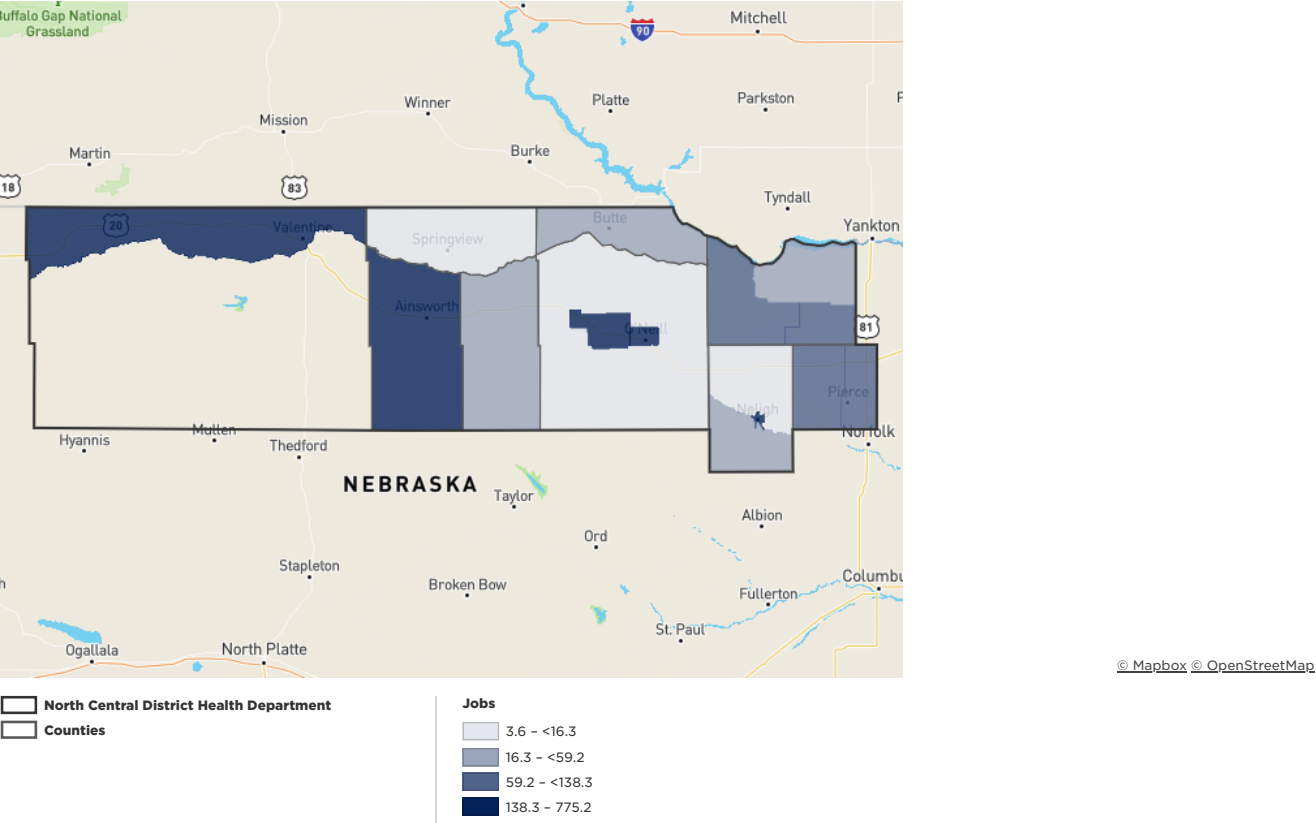 Buffalo Gap National
Grassland
90
Mitchell
Winner
Platte
Parkston
Mission
Martin
Burke
18
83
Tyndall
20
Valentine
Butte
Yankton
Springview
Ainsworth
O'Neill
81
Pierce
Neligh
Hyannis
Mullen
Thedford
Norfolk
NEBRASKA
Taylor
Albion
Ord
Stapleton
Broken Bow
Columbu
Fullerton
St. Paul
Ogallala
North Platte
© Mapbox © OpenStreetMap
North Central District Health Department
Counties
Jobs
3.6 – <16.3
16.3 – <59.2
59.2 – <138.3
138.3 – 775.2